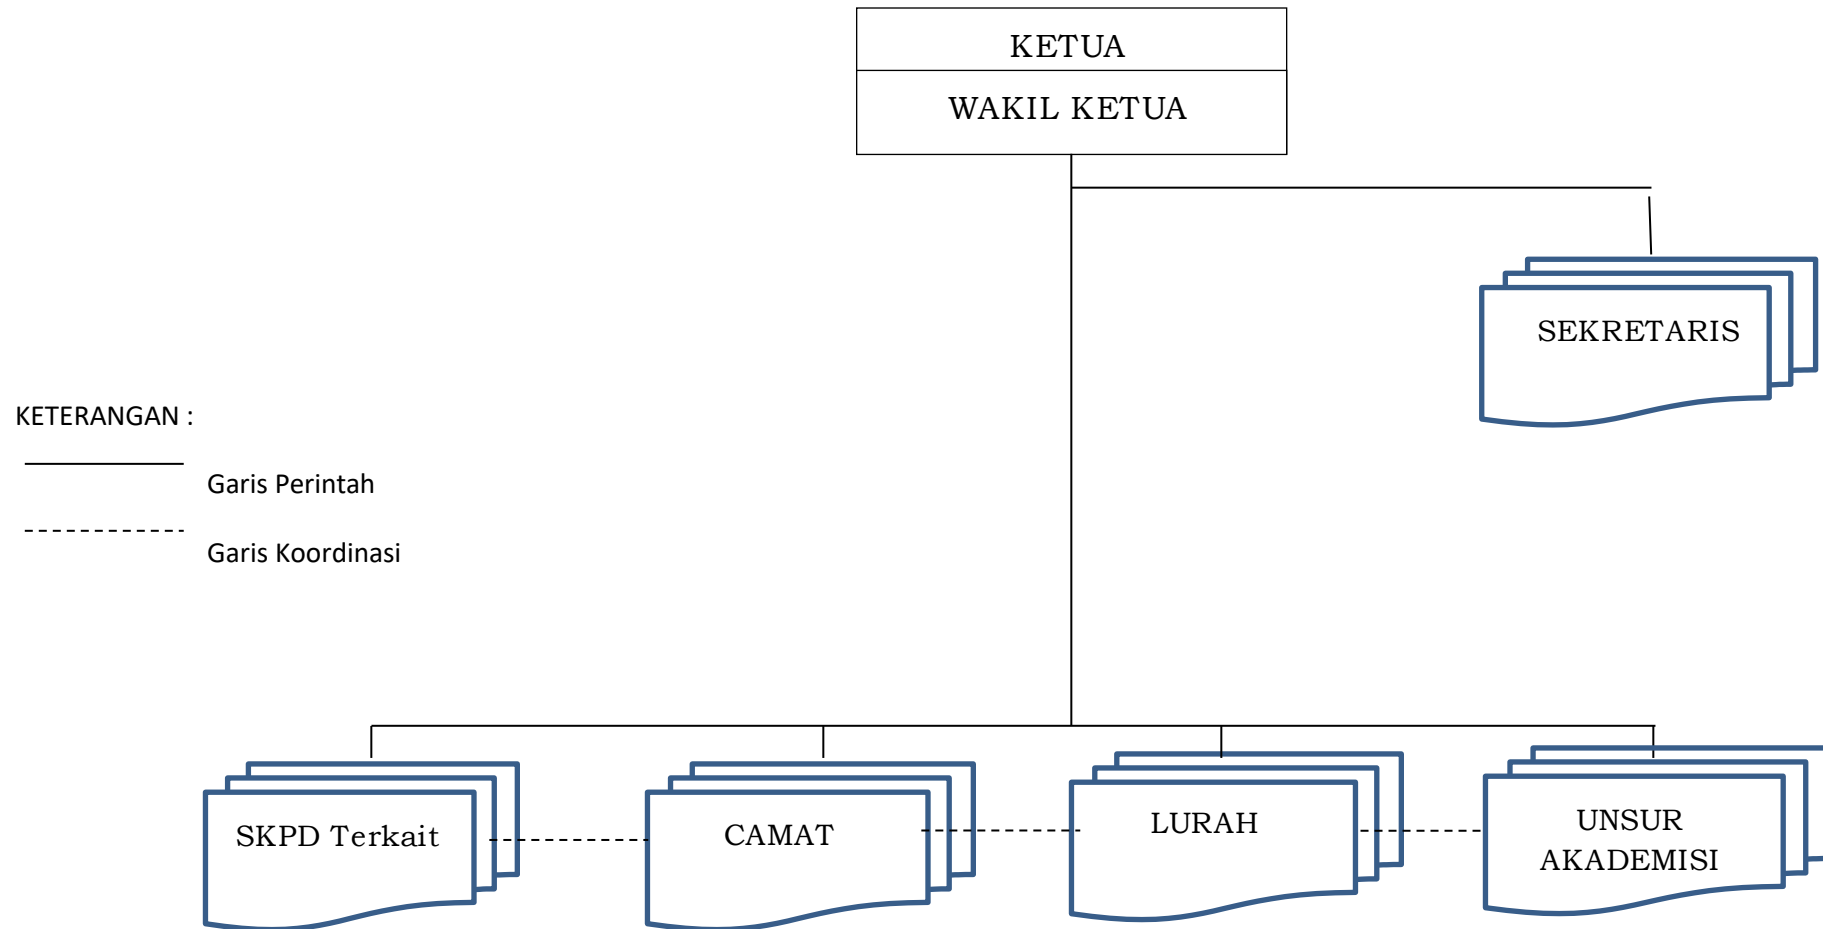 KETUA
WAKIL KETUA
SEKRETARIS
KETERANGAN :
Garis Perintah
Garis Koordinasi
SKPD Terkait
CAMAT
LURAH
UNSUR
AKADEMISI